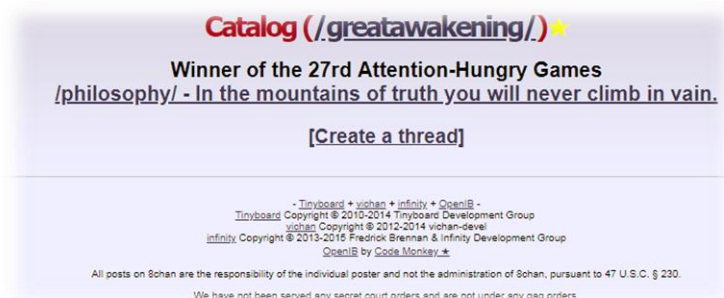 Catalog (/greatawakening/)★
Winner of the 27rd Attention-Hungry Games
/philosophy/ - In the mountains of truth you will never climb in vain.
[Create a thread]
- Tinyboard + vichan + infinity + OpenIB -
Tinyboard Copyright © 2010-2014 Tinyboard Development Group
vichan Copyright © 2012-2014 vichan-devel
infinity Copyright © 2013-2015 Fredrick Brennan & Infinity Development Group
OpenIB by Code Monkey ★
All posts on 8chan are the responsibility of the individual poster and not the administration of 8chan, pursuant to 47 U.S.C. § 230.
We have not been served any secret court orders and are not under any gag orders.